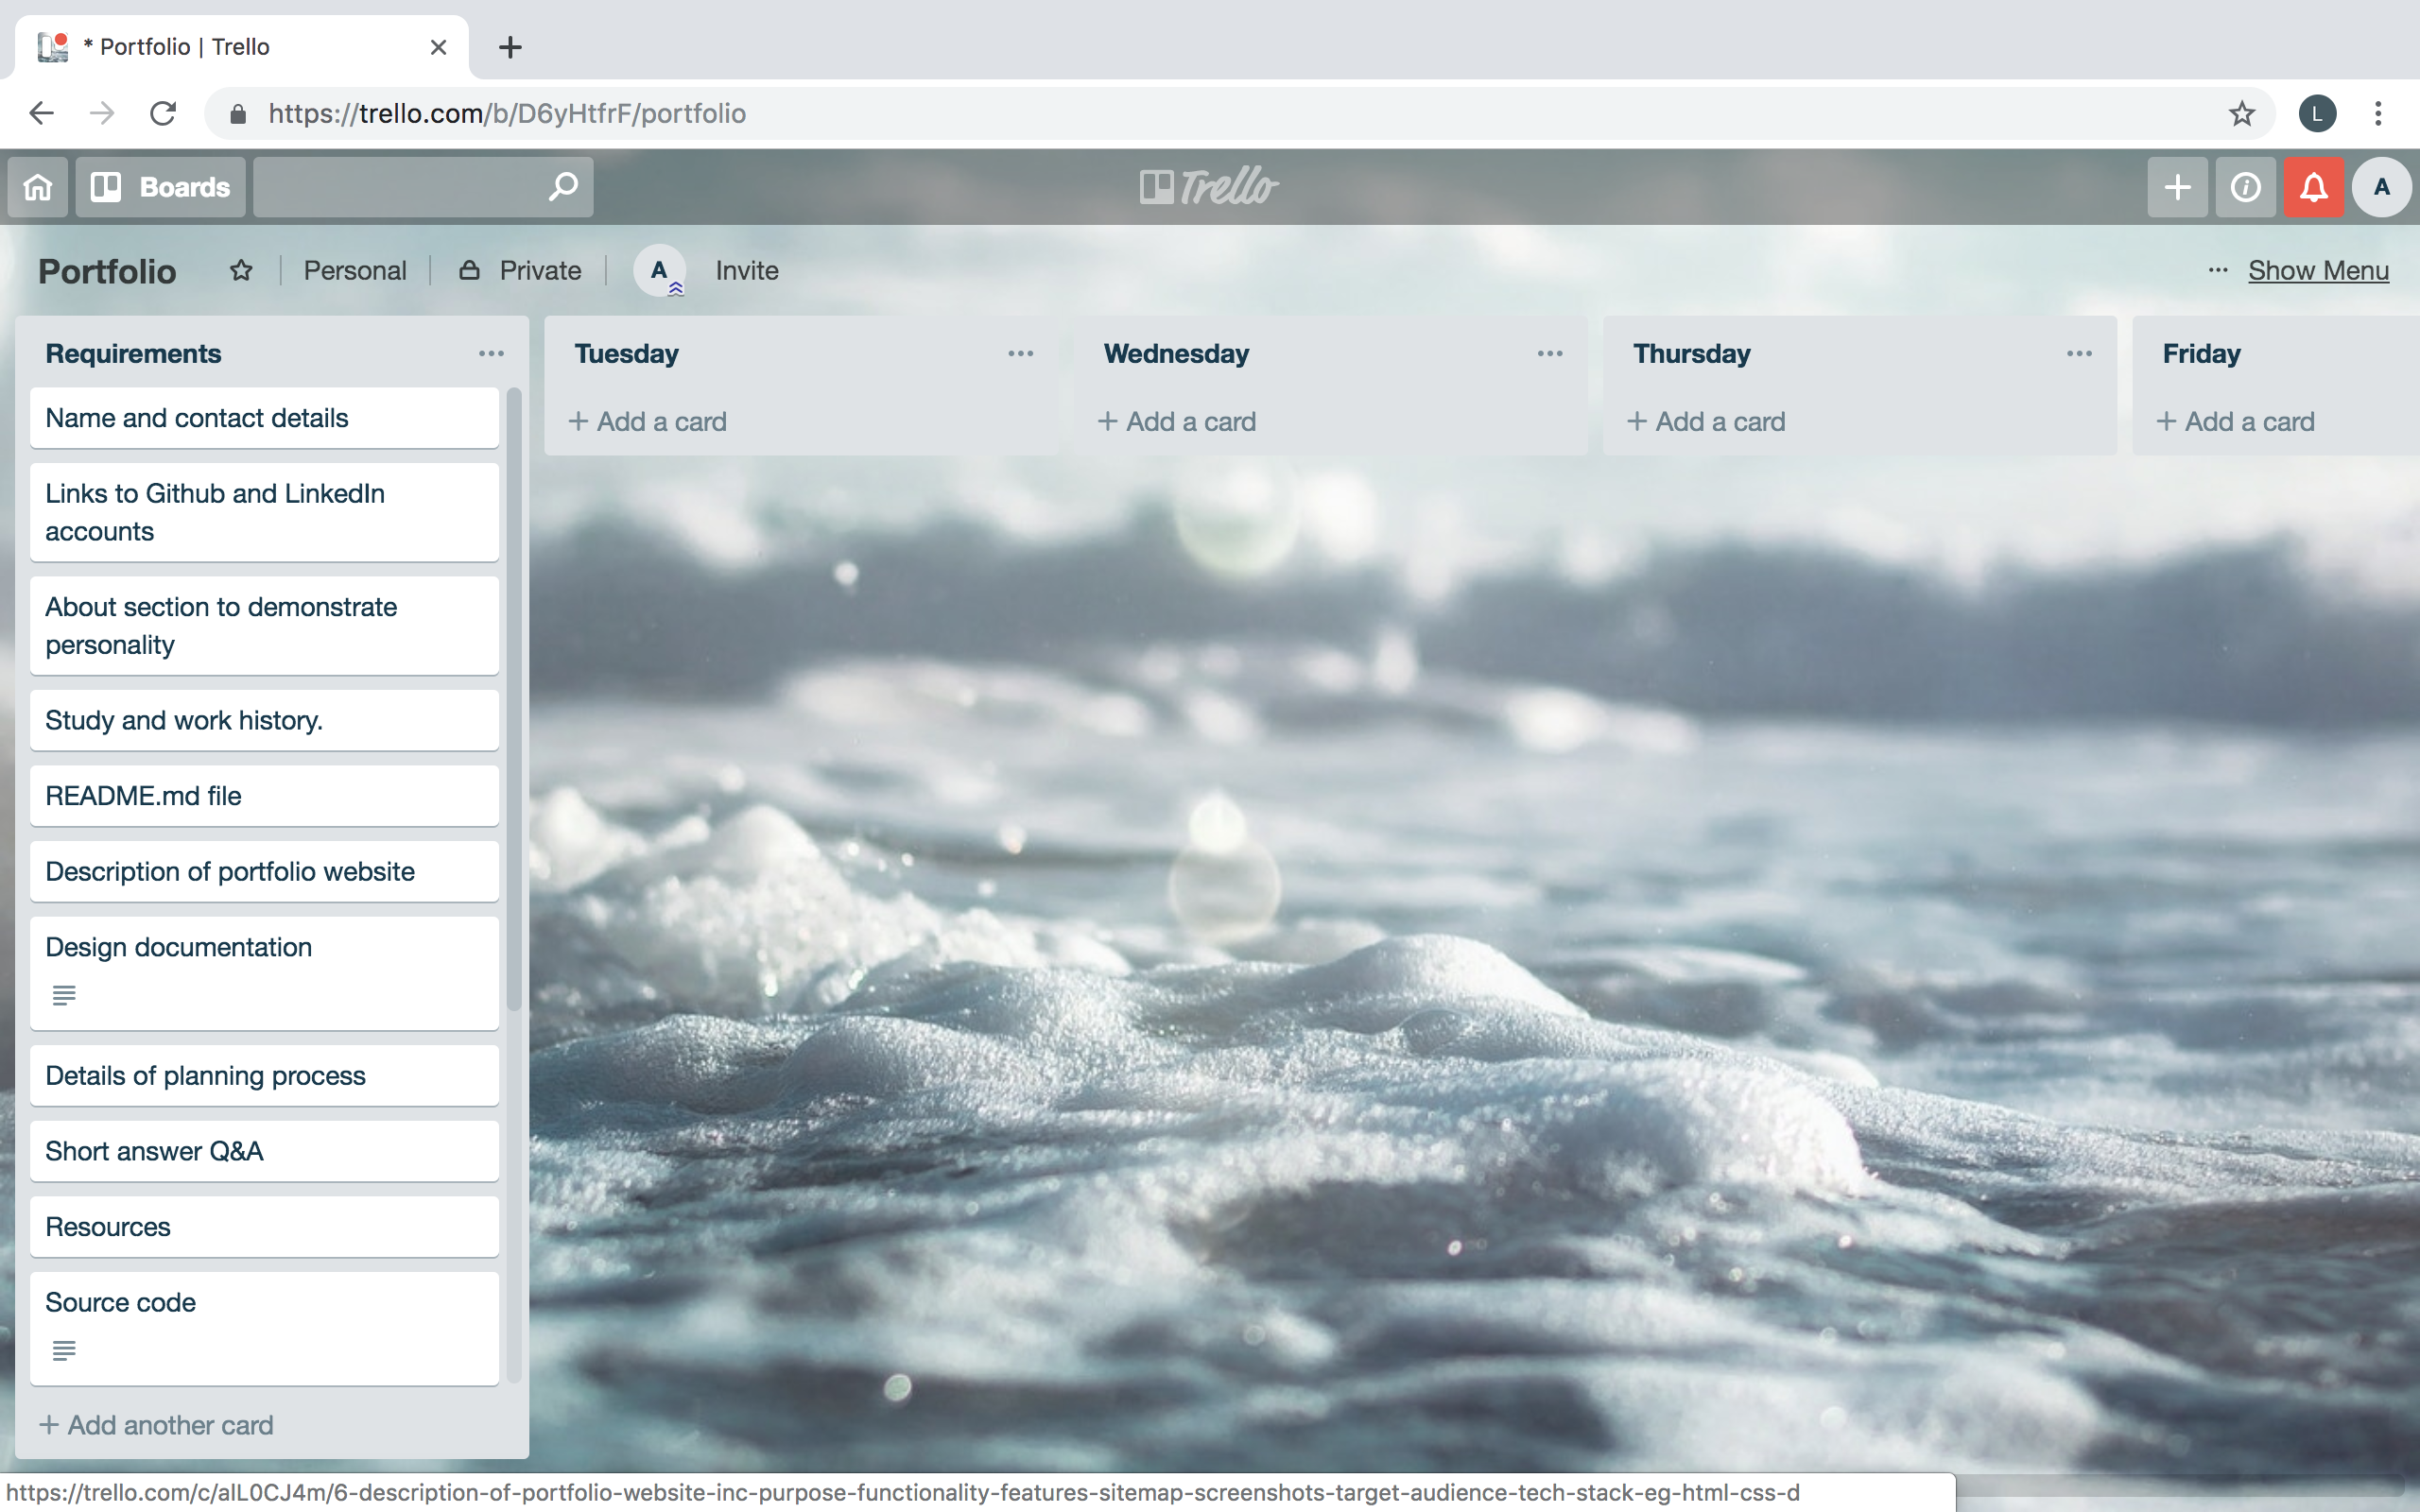 * Portfolio | Trello
https://trello.com/b/D6yHtfrF/portfolio
L
Boards
Trello
A
Portfolio
Personal
Private
A
Invite
Show Menu
Requirements
Name and contact details
Links to Github and LinkedIn
accounts
About section to demonstrate
personality
Study and work history.
README.md file
Description of portfolio website
Design documentation
Details of planning process
Short answer Q&A
Resources
Source code
+ Add another card
Tuesday
+ Add a card
Wednesday
+ Add a card
Thursday
+ Add a card
Friday
+ Add a card
https://trello.com/c/alL0CJ4m/6-description-of-portfolio-website-inc-purpose-functionality-features-sitemap-screenshots-target-audience-tech-stack-eg-html-css-d